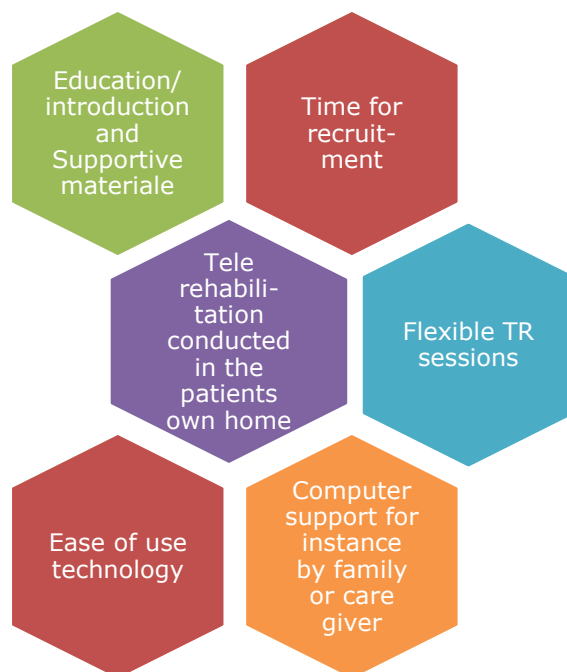 Education/
introduction
and
Supportive
materiale
Time for
recruit-
ment
Tele
rehabili-
tation
conducted
in the
patients
own home
Flexible TR
sessions
Ease of use
technology
Computer
support for
instance
by family
or care
giver